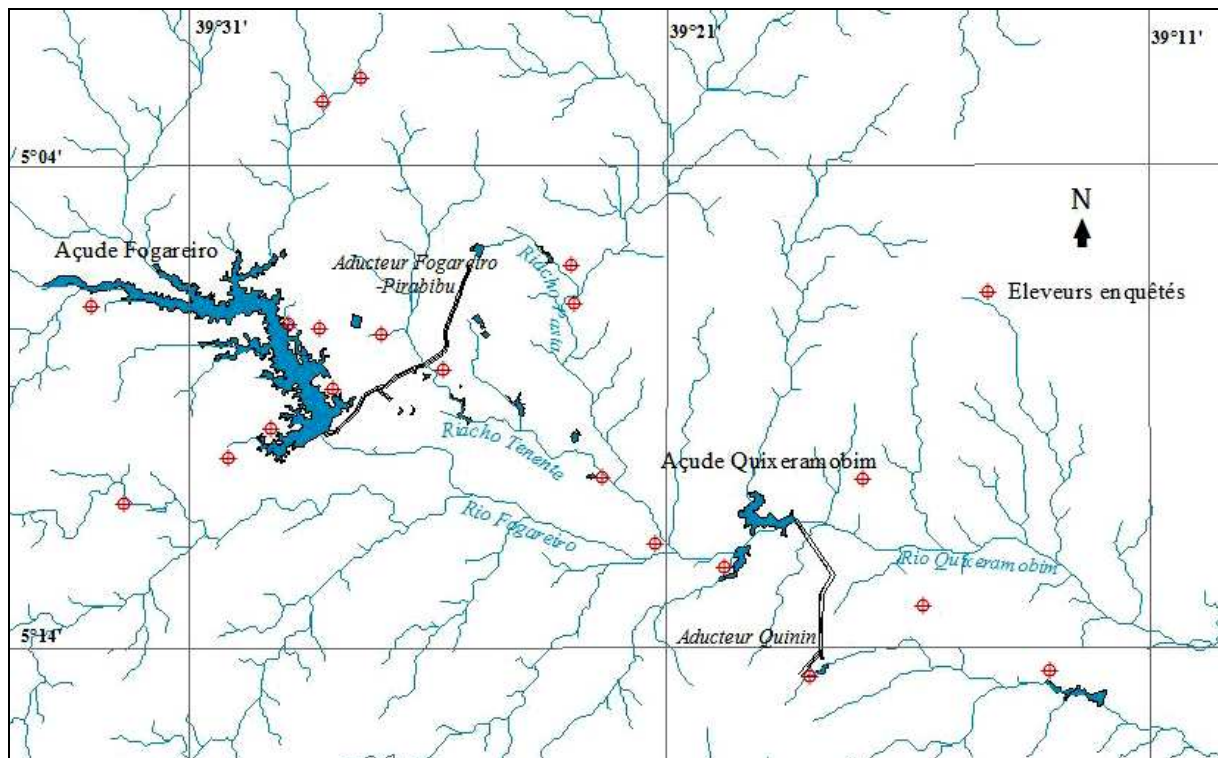 39°31'
39°21'
39°11'
5°04'
N
Açude Fogareiro
Aducteur Fogareiro
-Pirabibu
Riacho
Eleveurs enquêtés
Riacho Tenente
Açude Quixeramobim
Rio Fogareiro
Rio Quixeramobim
5°14'
Aducteur Quinin